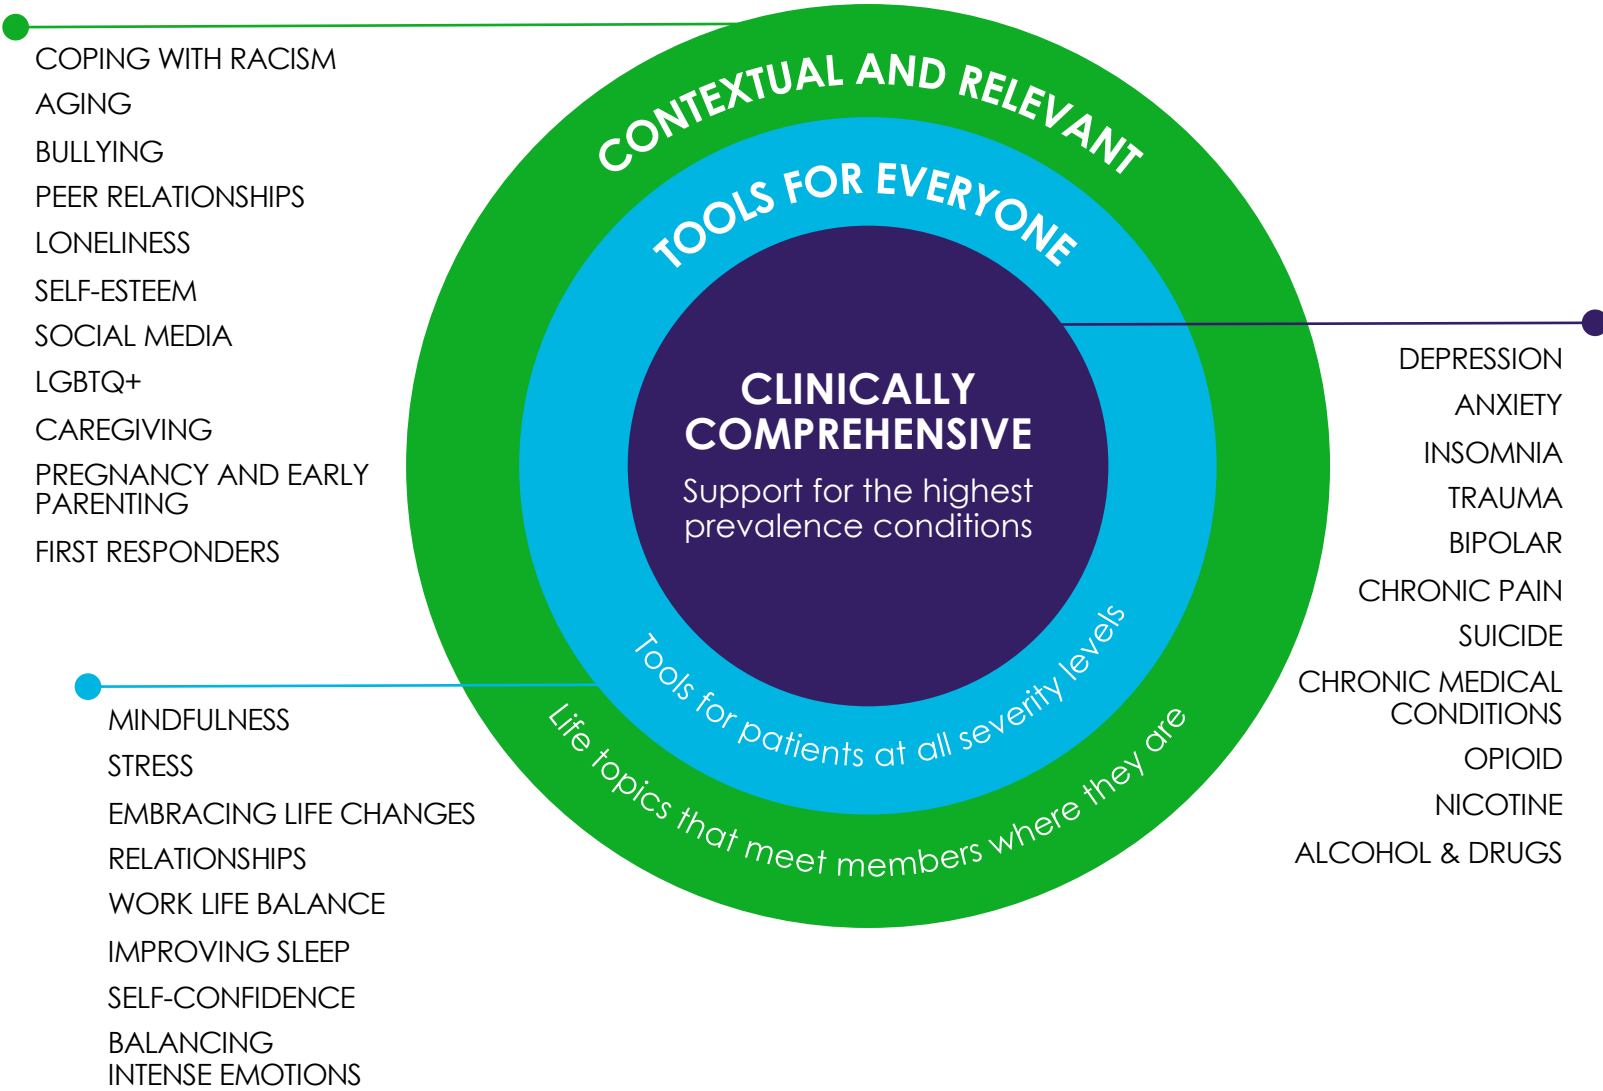 COPING WITH RACISM
AGING
BULLYING
PEER RELATIONSHIPS
LONELINESS
SELF-ESTEEM
SOCIAL MEDIA
LGBTQ+
CAREGIVING
PREGNANCY AND EARLY
PARENTING
FIRST RESPONDERS
MINDFULNESS
STRESS
EMBRACING LIFE CHANGES
RELATIONSHIPS
WORK LIFE BALANCE
IMPROVING SLEEP
SELF-CONFIDENCE
BALANCING
INTENSE EMOTIONS
CONTEXTUAL AND RELEVANT
TOOLS FOR EVERYONE
CLINICALLY
COMPREHENSIVE
Support for the highest
prevalence conditions
Tools for patients at all severity levels
Life topics that meet members where they are
DEPRESSION
ANXIETY
INSOMNIA
TRAUMA
BIPOLAR
CHRONIC PAIN
SUICIDE
CHRONIC MEDICAL
CONDITIONS
OPIOID
NICOTINE
ALCOHOL & DRUGS